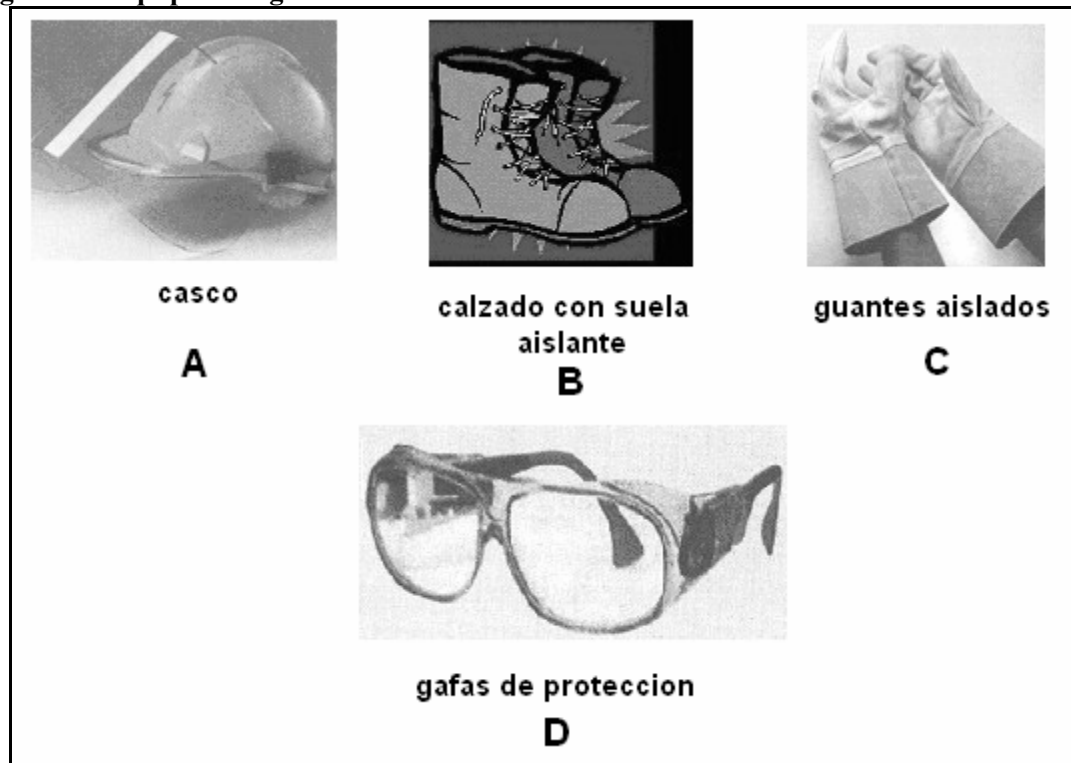 casco
A
calzado con suela
aislante
B
guantes aislados
C
gafas de proteccion
D